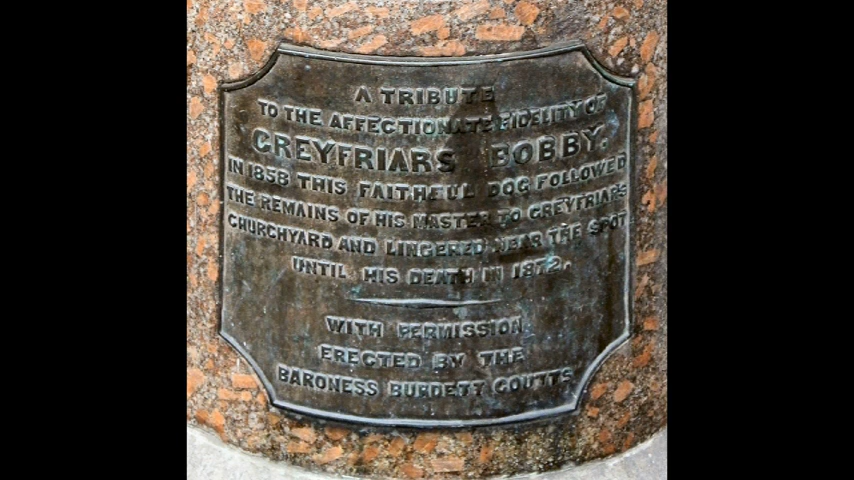 A TRIBUTE
TO THE AFFECTIONATE FIDELITY OF
GREYFRIARS BOBBY.
IN 1858 THIS FAITHFUL DOG FOLLOWED
THE REMAINS OF HIS MASTER TO GREYFRIARS
CHURCHYARD AND LINGERED NEAR THE SPOT
UNTIL HIS DEATH IN 1872.
WITH PERMISSION
ERECTED BY THE
BARONESS BURDETT COUTTS